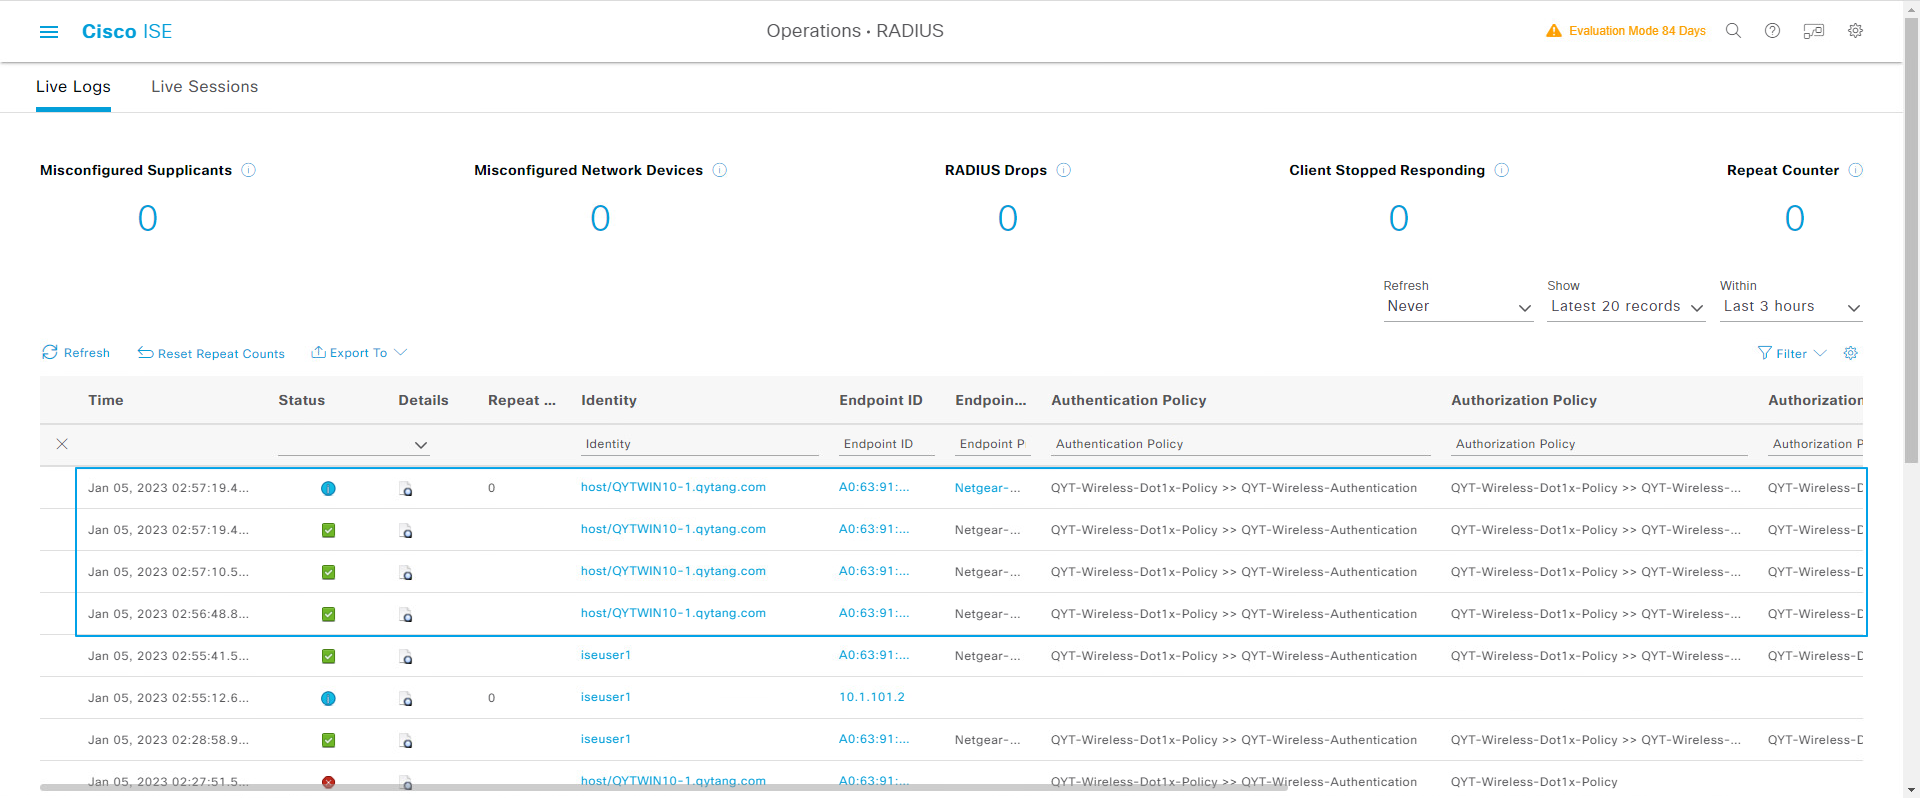 Cisco ISE
Operations · RADIUS
Evaluation Mode 84 Days
Live Logs
Live Sessions
Misconfigured Supplicants
Misconfigured Network Devices
RADIUS Drops
Client Stopped Responding
Repeat Counter
0
0
0
0
0
Refresh
Show
Within
Never
Latest 20 records
Last 3 hours
Refresh
Reset Repeat Counts
Export To
Filter
Time Status Details Repeat ... Identity Endpoint ID Endpoin... Authentication Policy Authorization Policy Authorization
Identity Endpoint ID Endpoint P Authentication Policy Authorization Policy Authorization P
Jan 05, 2023 02:57:19.4... 0 host/QYTWIN10-1.qytang.com A0:63:91:... Netgear-... QYT-Wireless-Dot1x-Policy >> QYT-Wireless-Authentication QYT-Wireless-Dot1x-Policy >> QYT-Wireless-... QYT-Wireless-D
Jan 05, 2023 02:57:19.4... host/QYTWIN10-1.qytang.com A0:63:91:... Netgear-... QYT-Wireless-Dot1x-Policy >> QYT-Wireless-Authentication QYT-Wireless-Dot1x-Policy >> QYT-Wireless-... QYT-Wireless-D
Jan 05, 2023 02:57:10.5... host/QYTWIN10-1.qytang.com A0:63:91:... Netgear-... QYT-Wireless-Dot1x-Policy >> QYT-Wireless-Authentication QYT-Wireless-Dot1x-Policy >> QYT-Wireless-... QYT-Wireless-D
Jan 05, 2023 02:56:48.8... host/QYTWIN10-1.qytang.com A0:63:91:... Netgear-... QYT-Wireless-Dot1x-Policy >> QYT-Wireless-Authentication QYT-Wireless-Dot1x-Policy >> QYT-Wireless-... QYT-Wireless-D
Jan 05, 2023 02:55:41.5... iseuser1 A0:63:91:... Netgear-... QYT-Wireless-Dot1x-Policy >> QYT-Wireless-Authentication QYT-Wireless-Dot1x-Policy >> QYT-Wireless-... QYT-Wireless-D
Jan 05, 2023 02:55:12.6... 0 iseuser1 10.1.101.2
Jan 05, 2023 02:28:58.9... iseuser1 A0:63:91:... Netgear-... QYT-Wireless-Dot1x-Policy >> QYT-Wireless-Authentication QYT-Wireless-Dot1x-Policy >> QYT-Wireless-... QYT-Wireless-D
Jan 05, 2023 02:27:51.5... host/QYTWIN10-1.qytang.com A0:63:91:... QYT-Wireless-Dot1x-Policy >> QYT-Wireless-Authentication QYT-Wireless-Dot1x-Policy